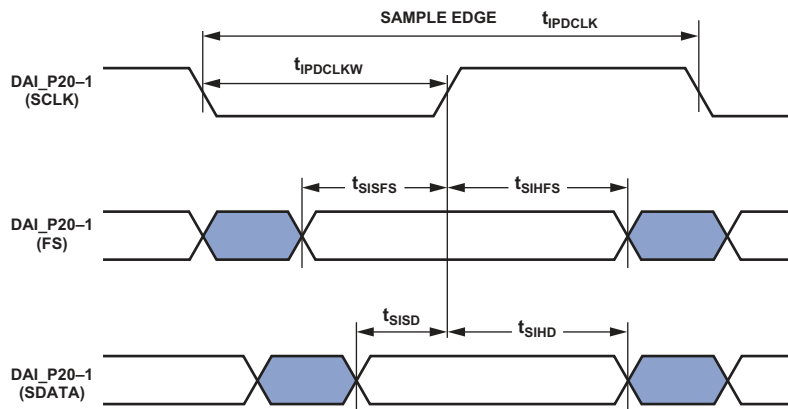 SAMPLE EDGE tIPDCLK
tIPDCLKW
DAI_P20–1
(SCLK)
tSISFS tSIHFS
DAI_P20–1
(FS)
tSISD tSIHD
DAI_P20–1
(SDATA)